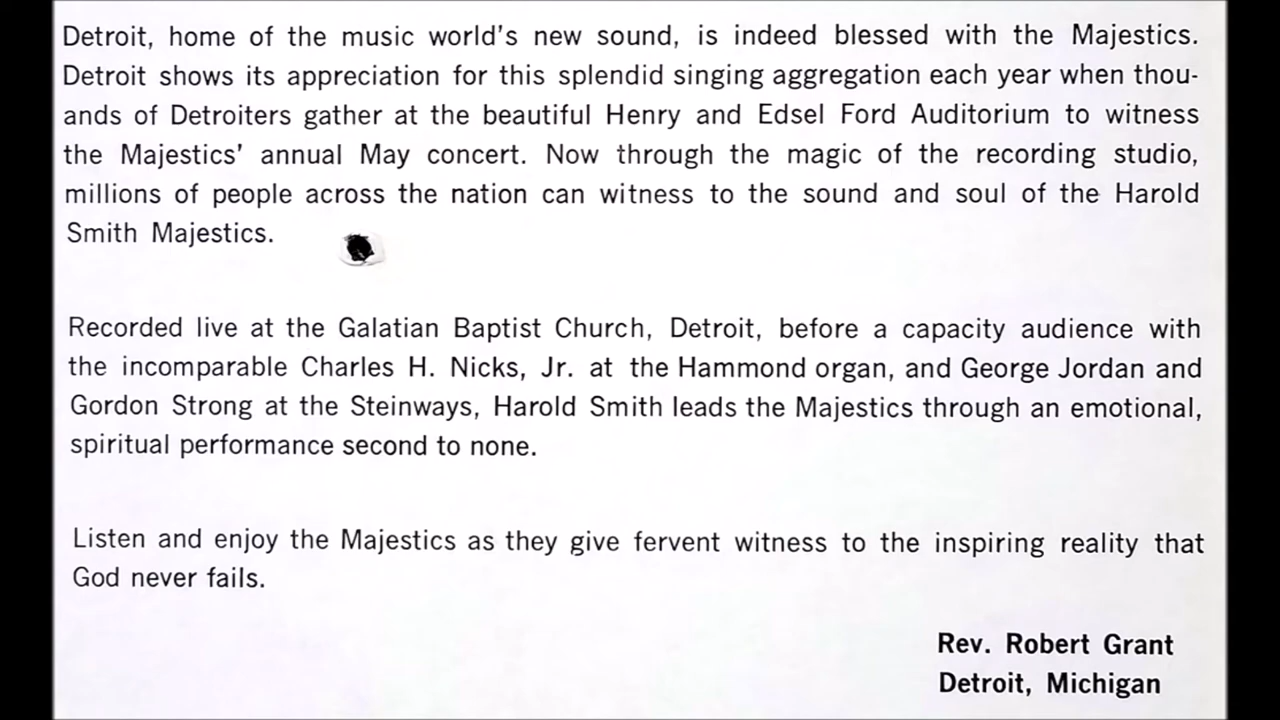 Detroit, home of the music world's new sound, is indeed blessed with the Majestics.
Detroit shows its appreciation for this splendid singing aggregation each year when thou-
ands of Detroiters gather at the beautiful Henry and Edsel Ford Auditorium to witness
the Majestics' annual May concert. Now through the magic of the recording studio,
millions of people across the nation can witness to the sound and soul of the Harold
Smith Majestics.
Recorded live at the Galatian Baptist Church, Detroit, before a capacity audience with
the incomparable Charles H. Nicks, Jr. at the Hammond organ, and George Jordan and
Gordon Strong at the Steinways, Harold Smith leads the Majestics through an emotional,
spiritual performance second to none.
Listen and enjoy the Majestics as they give fervent witness to the inspiring reality that
God never fails.
Rev. Robert Grant
Detroit, Michigan